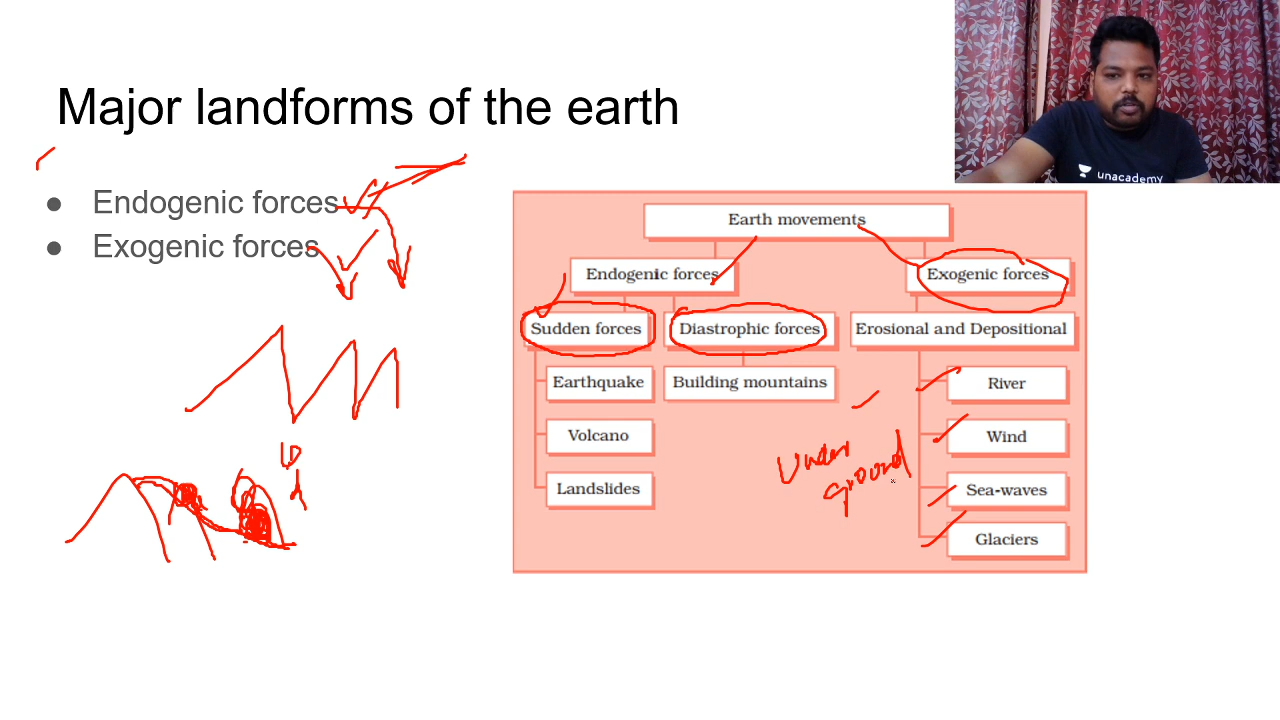 unacademy
Major landforms of the earth
● Endogenic forces
● Exogenic forces
Earth movements
Endogenic forces
Exogenic forces
Sudden forces
Diastrophic forces
Erosional and Depositional
Earthquake
Building mountains
River
Volcano
Wind
Landslides
Sea-waves
Glaciers
Under
ground